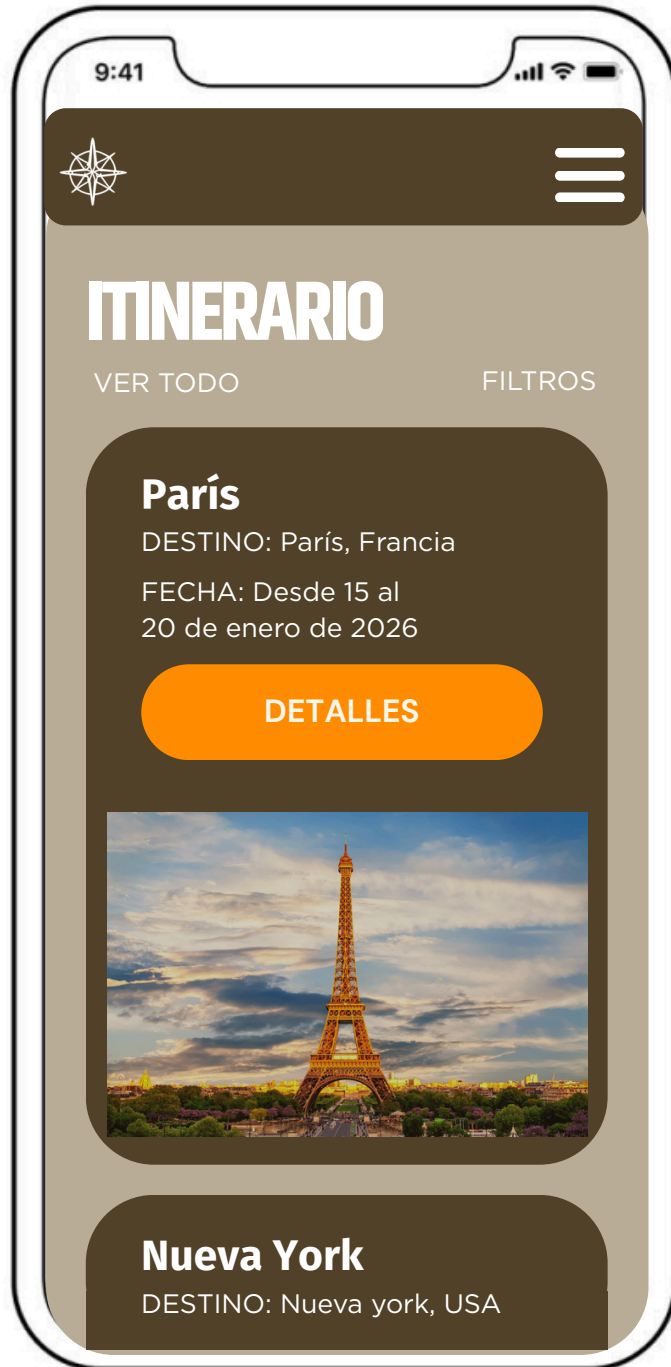 9:41
ITINERARIO
VER TODO
FILTROS
París
DESTINO: París, Francia
FECHA: Desde 15 al
20 de enero de 2026
DETALLES
Nueva York
DESTINO: Nueva york, USA